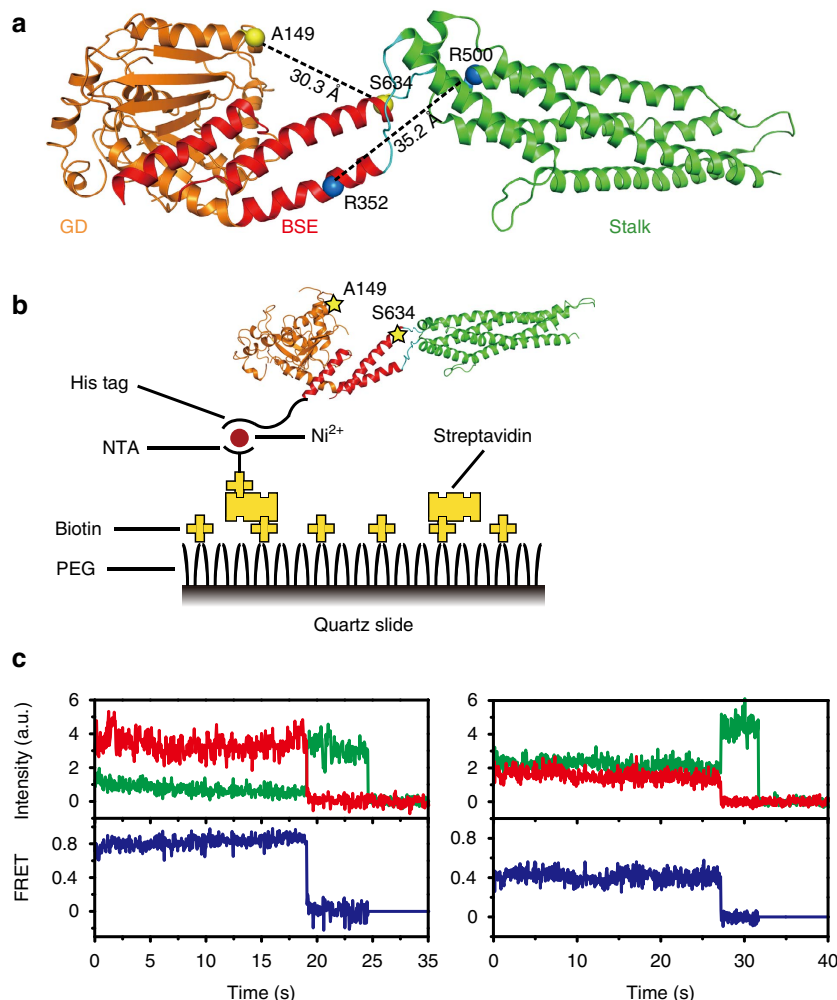 a
A149
30.3 Å
S634
R500
35.2 Å
R352
GD
BSE
Stalk
b
A149
S634
His tag
NTA
Ni2+
Streptavidin
Biotin
PEG
Quartz slide
c
Intensity (a.u.)
6
4
2
0
6
4
2
0
FRET
0.8
0.4
0
0.8
0.4
0
0 5 10 15 20 25 30 35
0 10 20 30 40
Time (s)
Time (s)